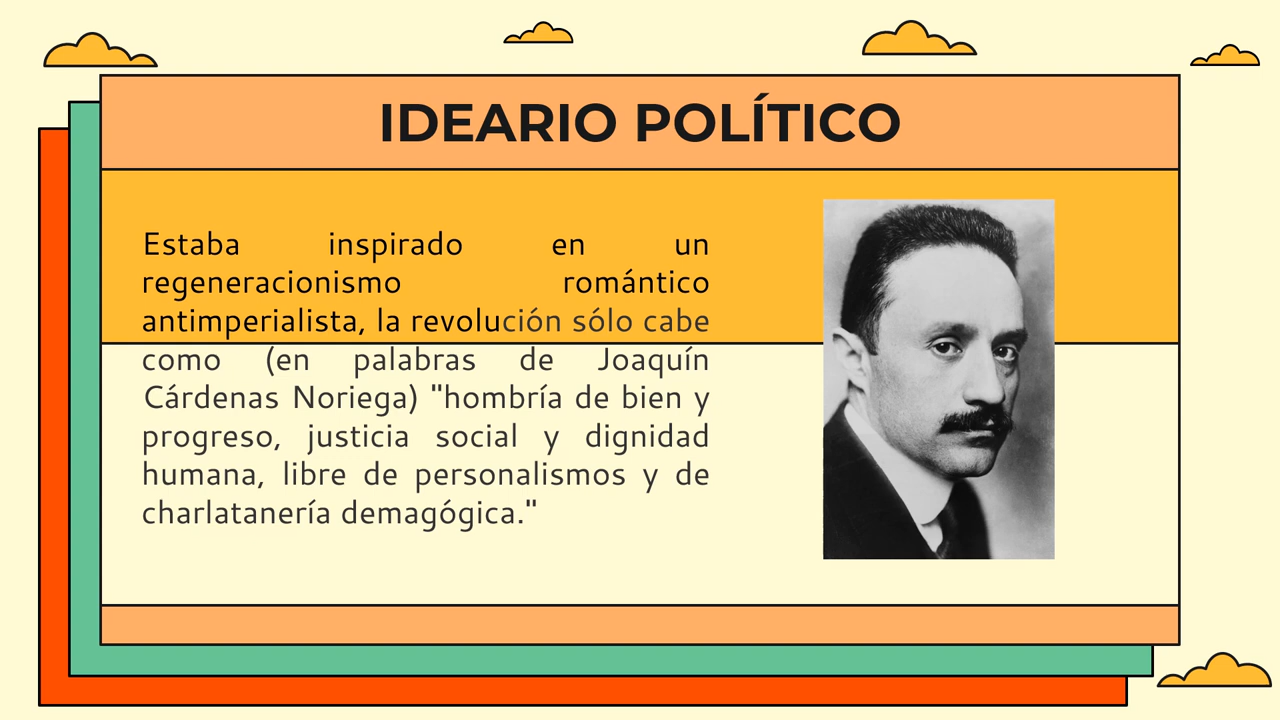 IDEARIO POLÍTICO
Estaba inspirado en un
regeneracionismo romántico
antimperialista, la revolución sólo cabe
como (en palabras de Joaquín
Cárdenas Noriega) "hombría de bien y
progreso, justicia social y dignidad
humana, libre de personalismos y de
charlatanería demagógica."